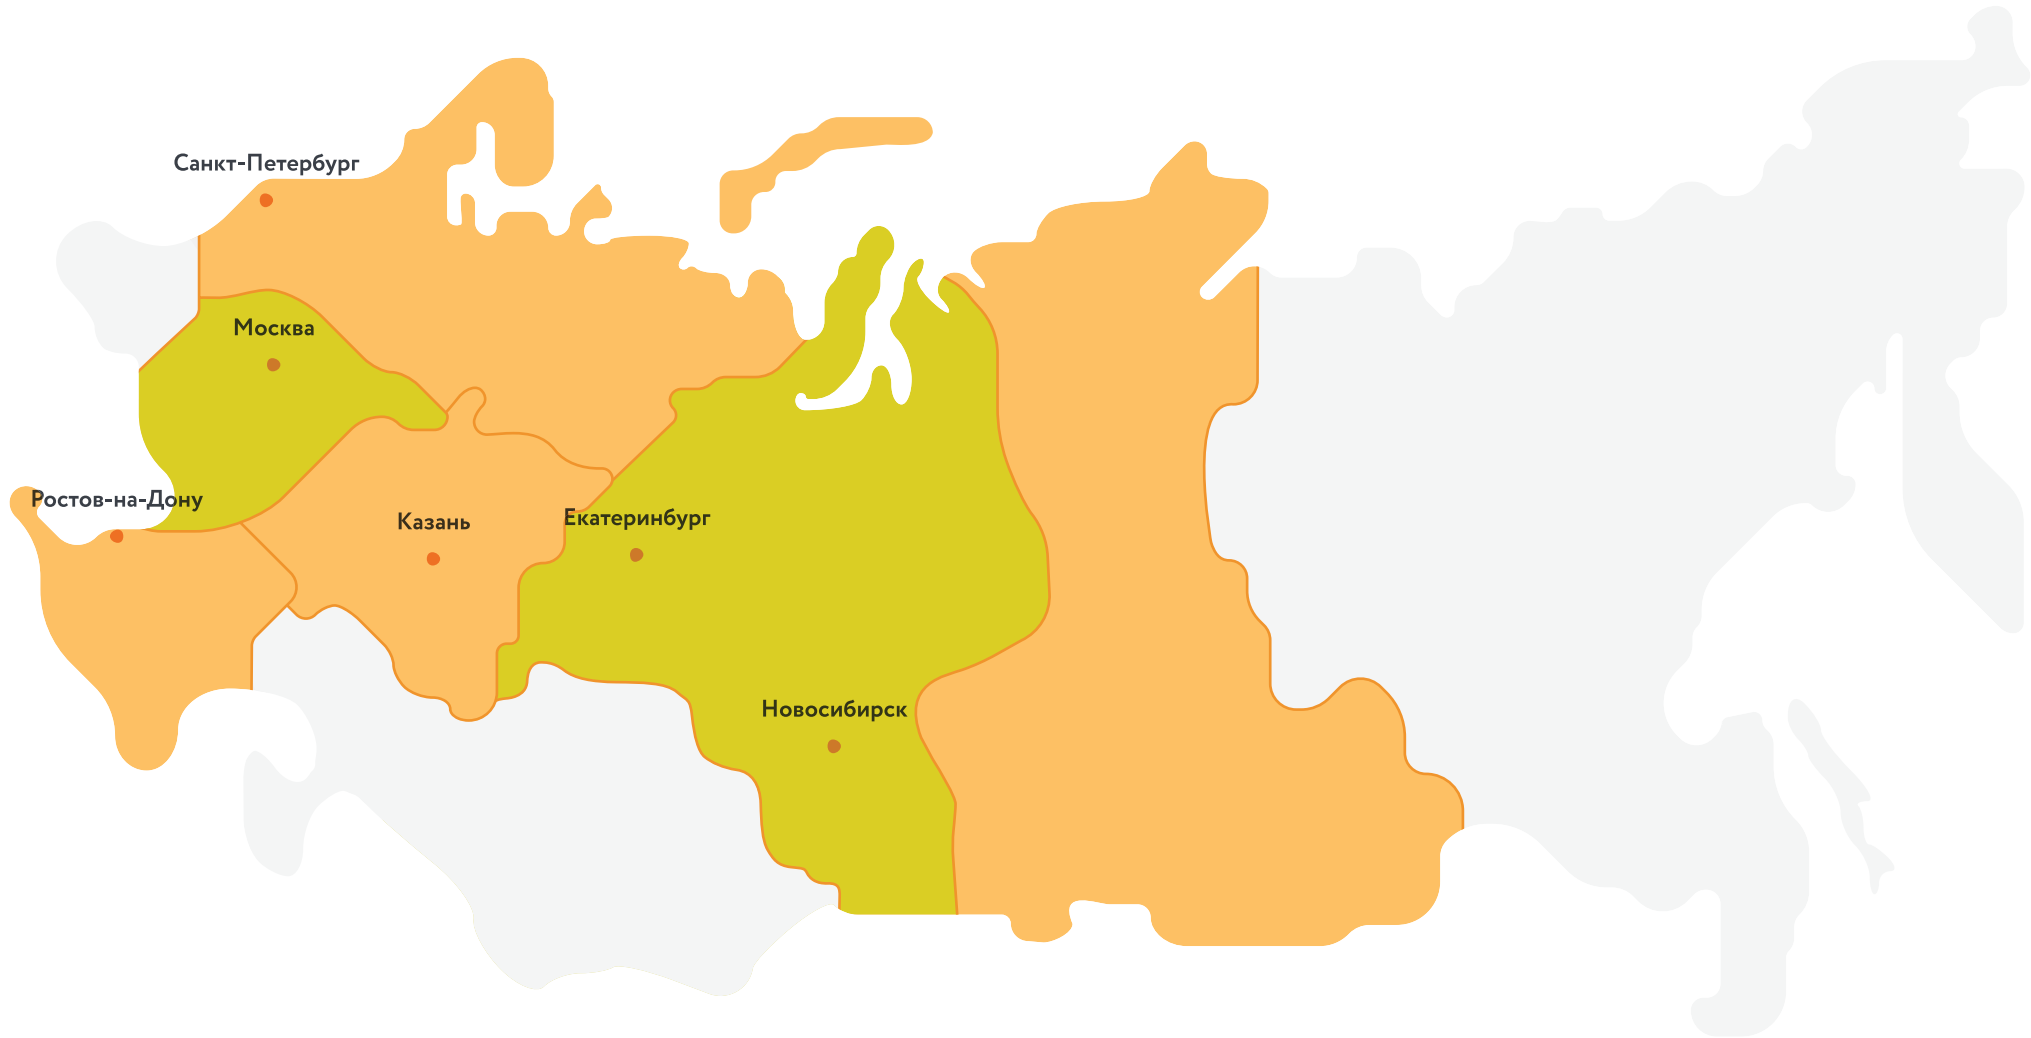 Санкт-Петербург
Москва
Ростов-на-Дону
Казань
Екатеринбург
Новосибирск